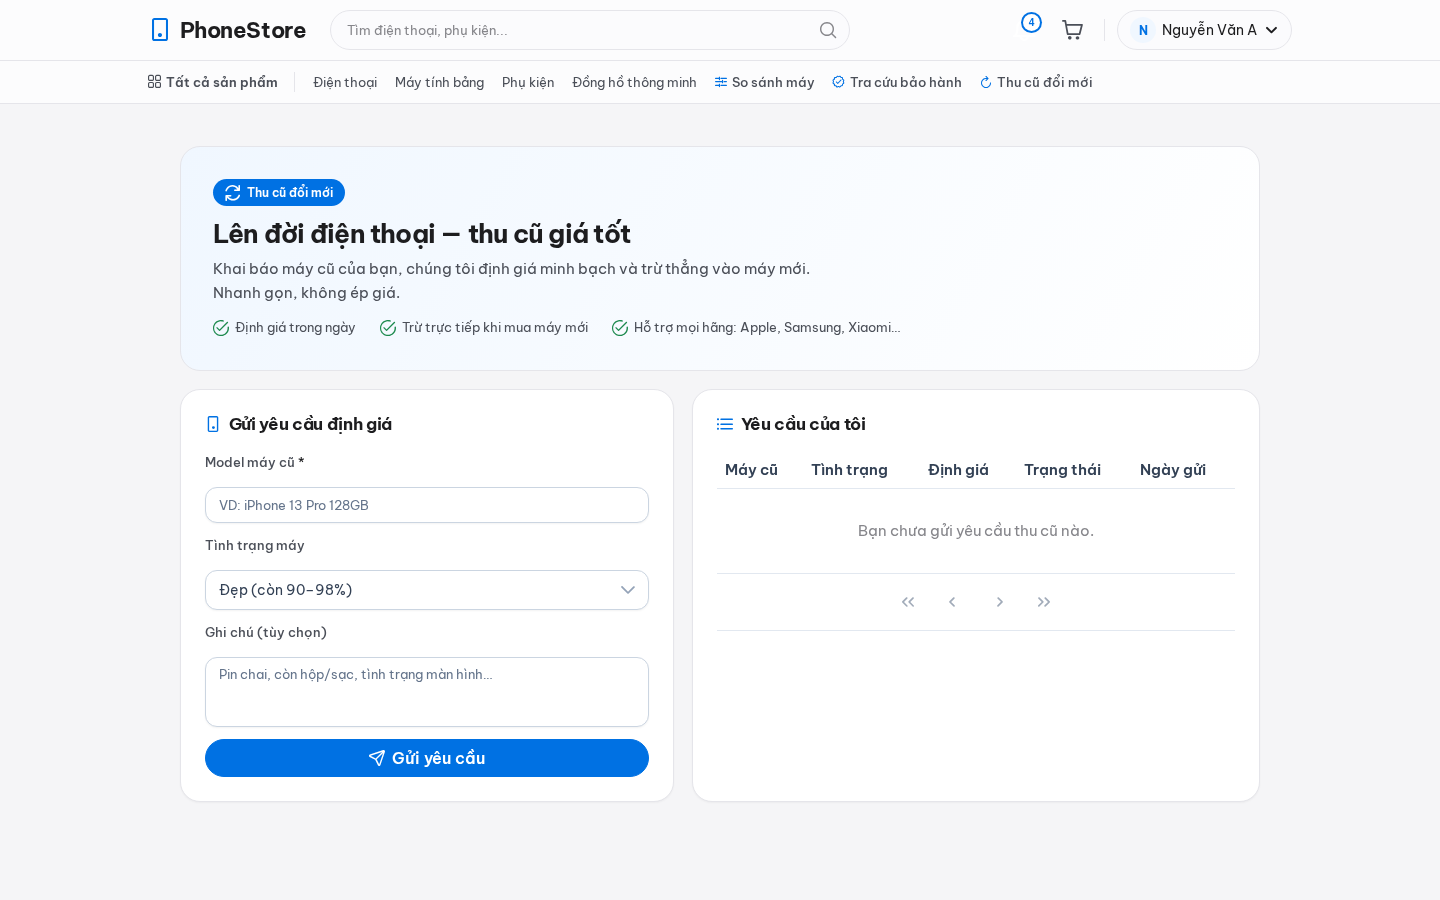 PhoneStore
Tìm điện thoại, phụ kiện...
4
N Nguyễn Văn A
Tất cả sản phẩm Điện thoại Máy tính bảng Phụ kiện Đồng hồ thông minh So sánh máy Tra cứu bảo hành Thu cũ đổi mới
Thu cũ đổi mới
Lên đời điện thoại — thu cũ giá tốt
Khai báo máy cũ của bạn, chúng tôi định giá minh bạch và trừ thẳng vào máy mới.
Nhanh gọn, không ép giá.
Định giá trong ngày Trừ trực tiếp khi mua máy mới Hỗ trợ mọi hãng: Apple, Samsung, Xiaomi...
Gửi yêu cầu định giá
Model máy cũ *
VD: iPhone 13 Pro 128GB
Tình trạng máy
Đẹp (còn 90–98%)
Ghi chú (tùy chọn)
Pin chai, còn hộp/sạc, tình trạng màn hình...
Gửi yêu cầu
Yêu cầu của tôi
Máy cũ Tình trạng Định giá Trạng thái Ngày gửi
Bạn chưa gửi yêu cầu thu cũ nào.